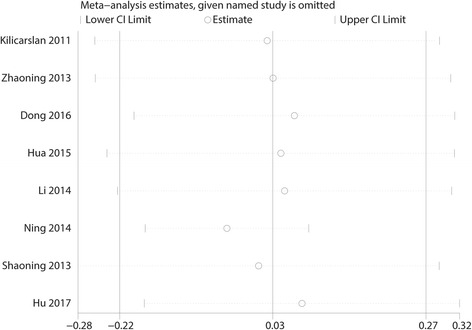 Meta−analysis estimates, given named study is omitted
Lower CI Limit Estimate Upper CI Limit
Kilicarslan 2011
Zhaoning 2013
Dong 2016
Hua 2015
Li 2014
Ning 2014
Shaoning 2013
Hu 2017
−0.28 −0.22 0.03 0.27 0.32